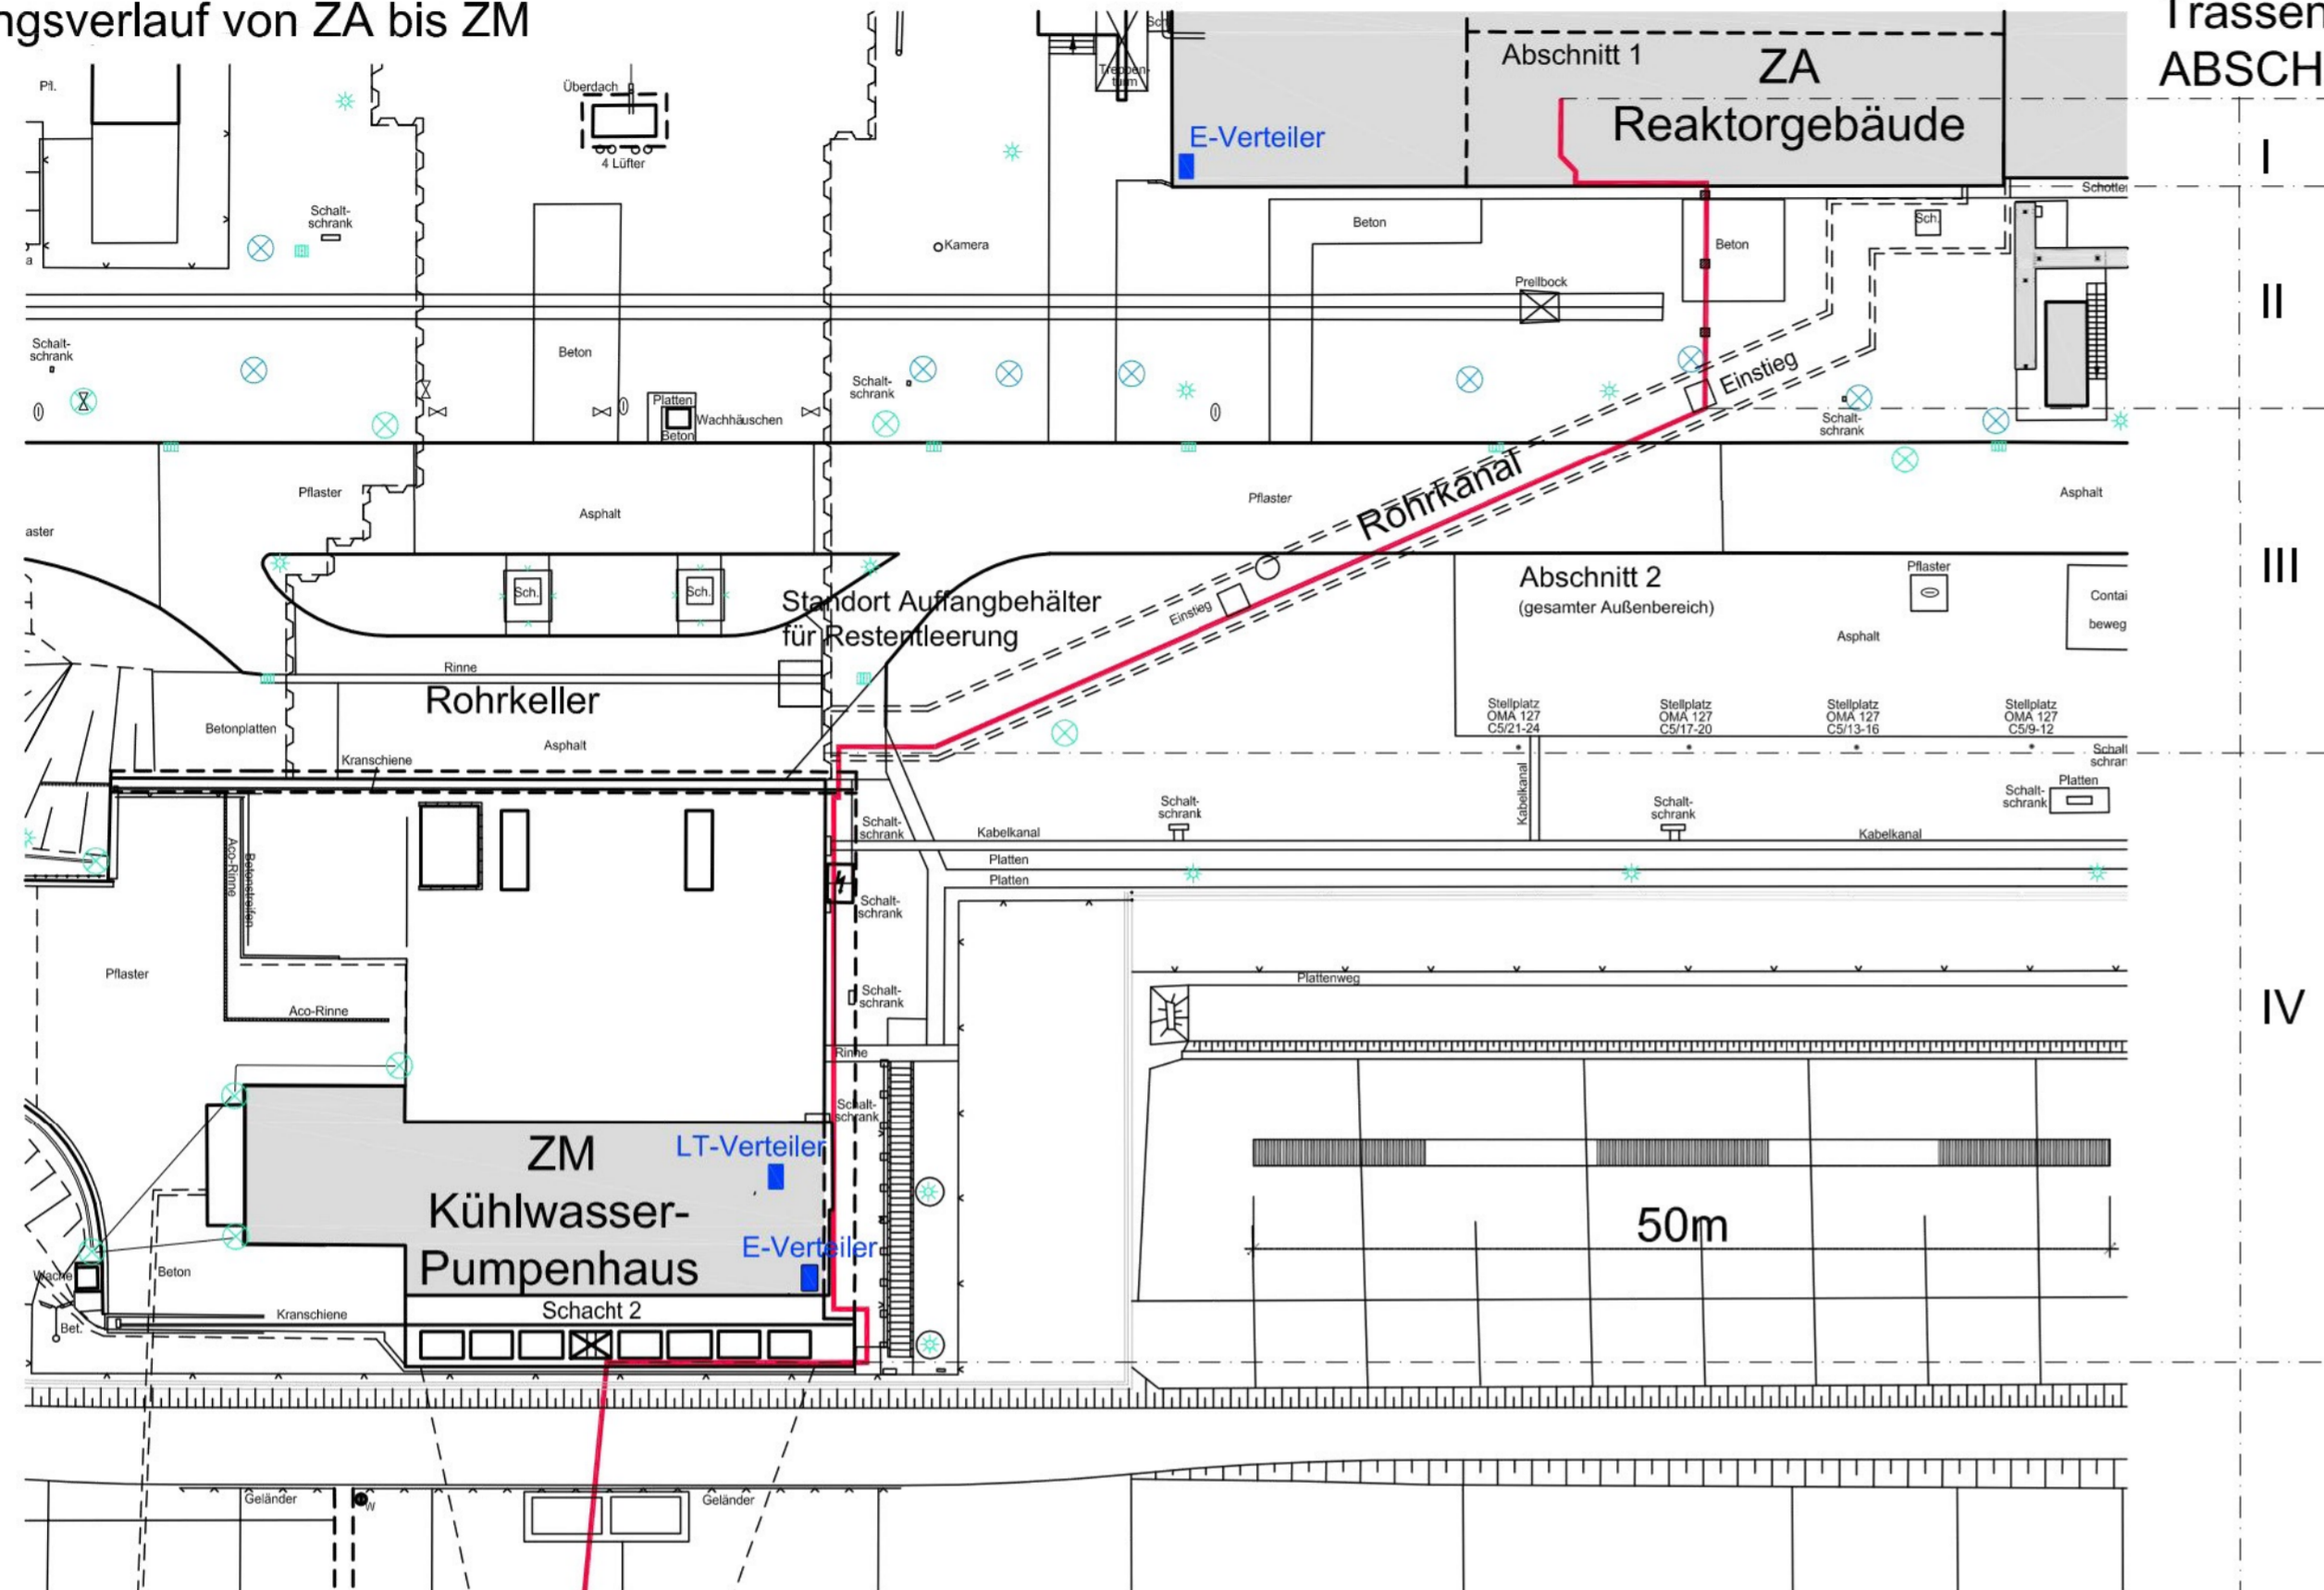 ngsverlauf von ZA bis ZM
Trassen
ABSCH
Abschnitt 1
ZA
Reaktorgebäude
E-Verteiler
Pfl.
Überdach
4 Lüfter
Treppen-
turm
Sch.
I
Schotter
Schalt-
schrank
Kamera
Beton
Beton
Sch.
a
Prellbock
II
Schalt-
schrank
Beton
Schalt-
schrank
Platten
Wachhäuschen
Beton
Einstieg
Schalt-
schrank
Rohrkanal
Pflaster
Asphalt
Pflaster
Asphalt
aster
Sch.
Sch.
Standort Auffangbehälter
für Restentleerung
Einstieg
Abschnitt 2
(gesamter Außenbereich)
Pflaster
Contai
beweg
Asphalt
III
Rinne
Rohrkeller
Betonplatten
Asphalt
Kranschiene
Stellplatz
OMA 127
C5/21-24
Stellplatz
OMA 127
C5/17-20
Stellplatz
OMA 127
C5/13-16
Stellplatz
OMA 127
C5/9-12
Schalt
schran
Platten
Kabelkanal
Schalt-
schrank
Schalt-
schrank
Schalt-
schrank
Schalt-
schrank
Kabelkanal
Kabelkanal
Platten
Platten
Aco-Rinne
Betonstreifen
Schalt-
schrank
Pflaster
Plattenweg
Schalt-
schrank
Aco-Rinne
IV
Rinne
Schalt-
schrank
ZM
LT-Verteiler
Kühlwasser-
E-Verteiler
Pumpenhaus
50m
Wache
Beton
Kranschiene
Schacht 2
Bet.
Geländer
W
Geländer